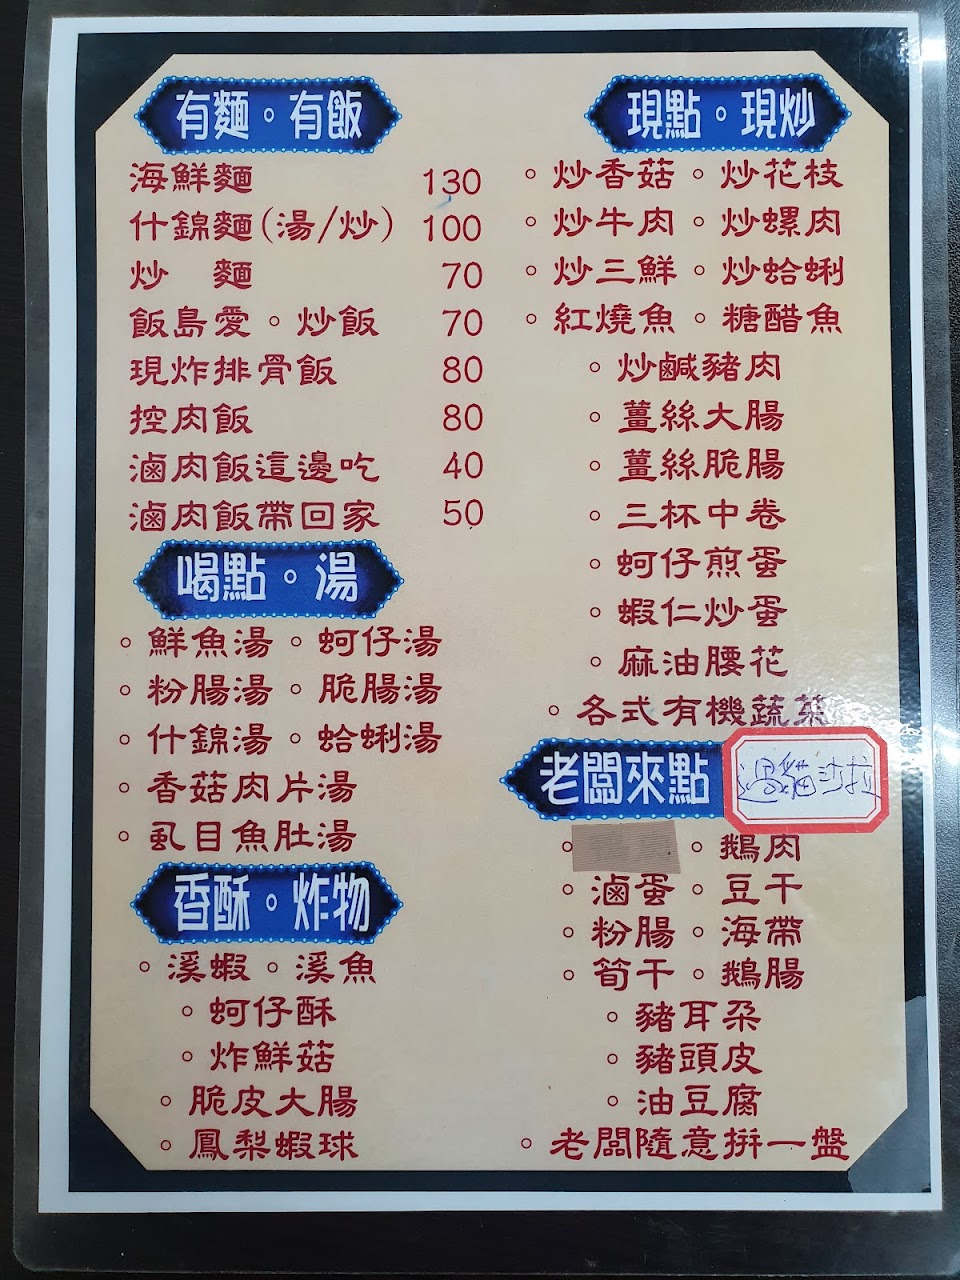 有麵。有飯
海鮮麵 130
什錦麵(湯/炒) 100
炒 麵 70
飯島愛。炒飯 70
現炸排骨飯 80
控肉飯 80
滷肉飯這邊吃 40
滷肉飯帶回家 50
喝點。湯
。鮮魚湯。蚵仔湯
。粉腸湯。脆腸湯
。什錦湯。蛤蜊湯
。香菇肉片湯
。虱目魚肚湯
香酥。炸物
。溪蝦。溪魚
。蚵仔酥
。炸鮮菇
。脆皮大腸
。鳳梨蝦球
現點。現炒
。炒香菇。炒花枝
。炒牛肉。炒螺肉
。炒三鮮。炒蛤蜊
。紅燒魚。糖醋魚
。炒鹹豬肉
。薑絲大腸
。薑絲脆腸
。三杯中卷
。蚵仔煎蛋
。蝦仁炒蛋
。麻油腰花
。各式有機蔬菜
老闆來點
過貓沙拉
。鵝肉
。滷蛋。豆干
。粉腸。海帶
。筍干。鵝腸
。豬耳朵
。豬頭皮
。油豆腐
。老闆隨意拼一盤